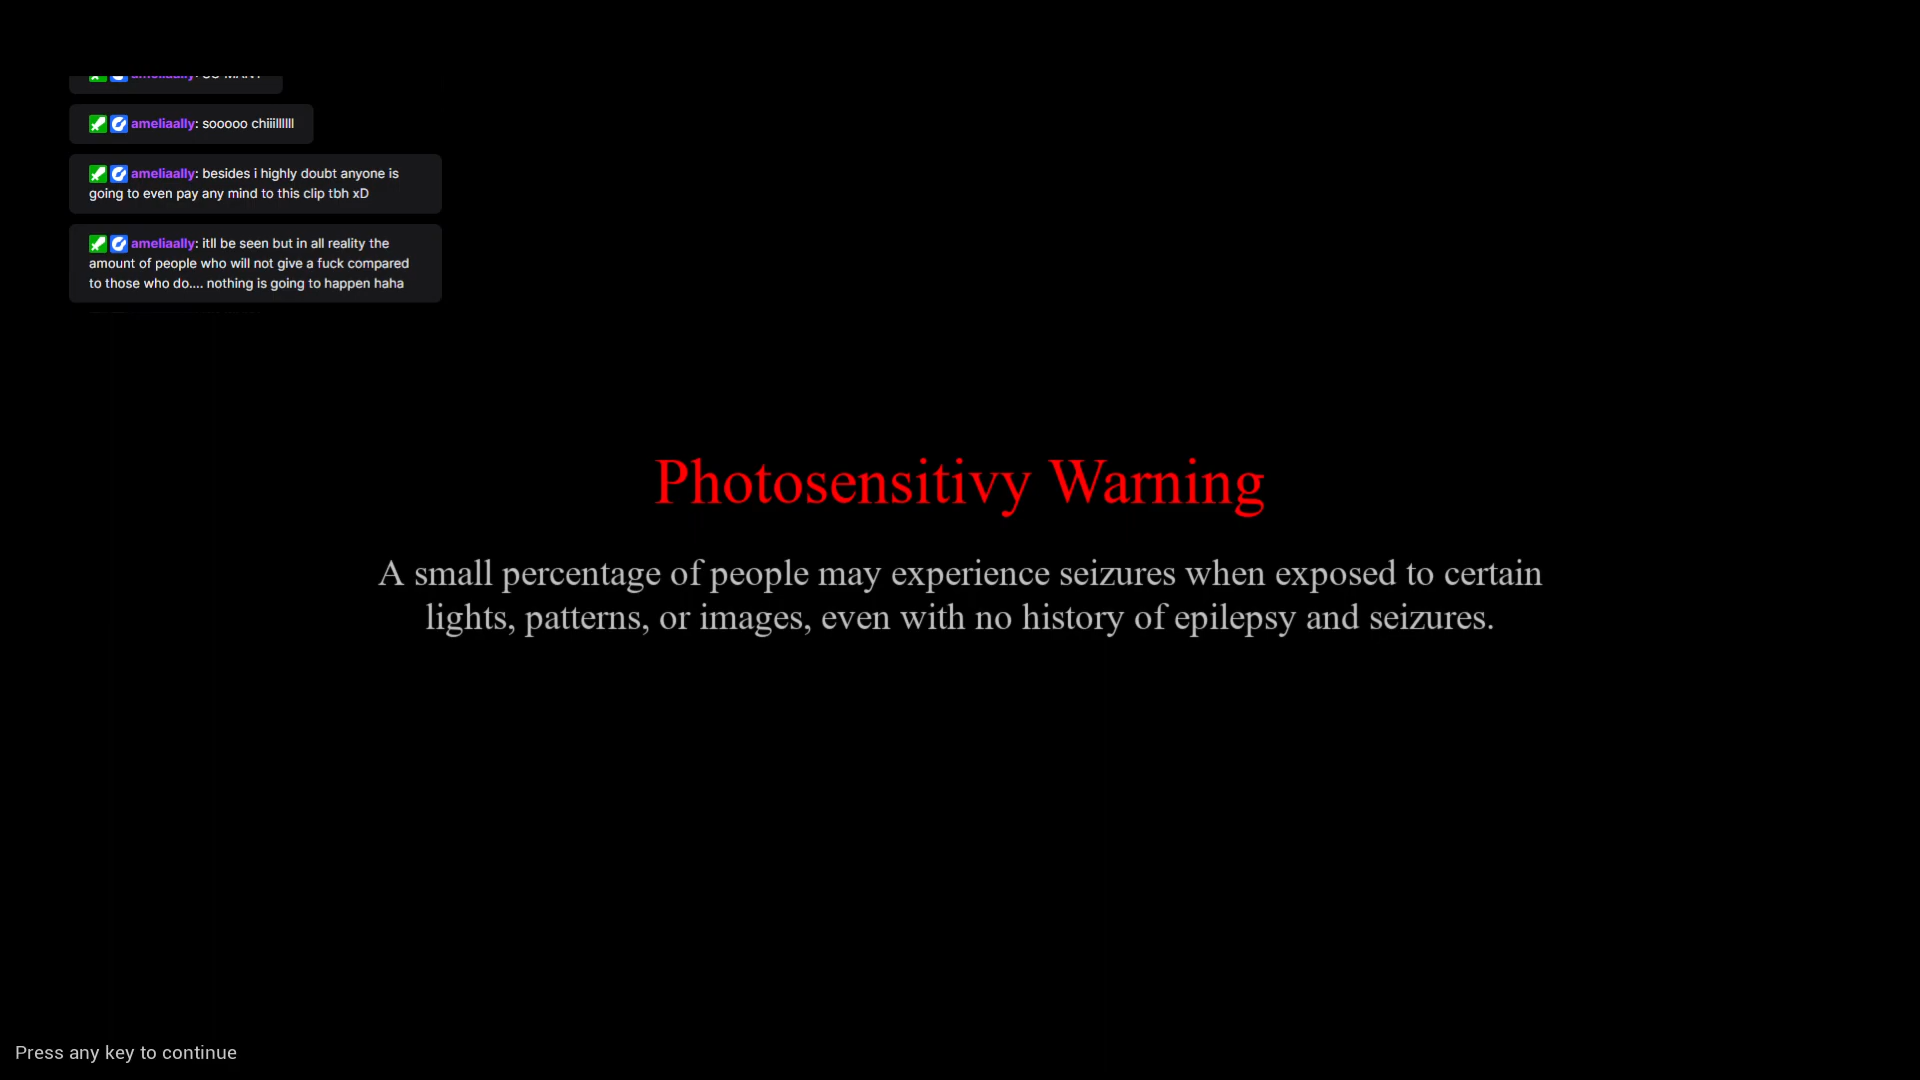 ameliaally: SO MANY
ameliaally: sooooo chiiillllll
ameliaally: besides i highly doubt anyone is
going to even pay any mind to this clip tbh xD
ameliaally: itll be seen but in all reality the
amount of people who will not give a fuck compared
to those who do.... nothing is going to happen haha
Photosensitivy Warning
A small percentage of people may experience seizures when exposed to certain
lights, patterns, or images, even with no history of epilepsy and seizures.
Press any key to continue